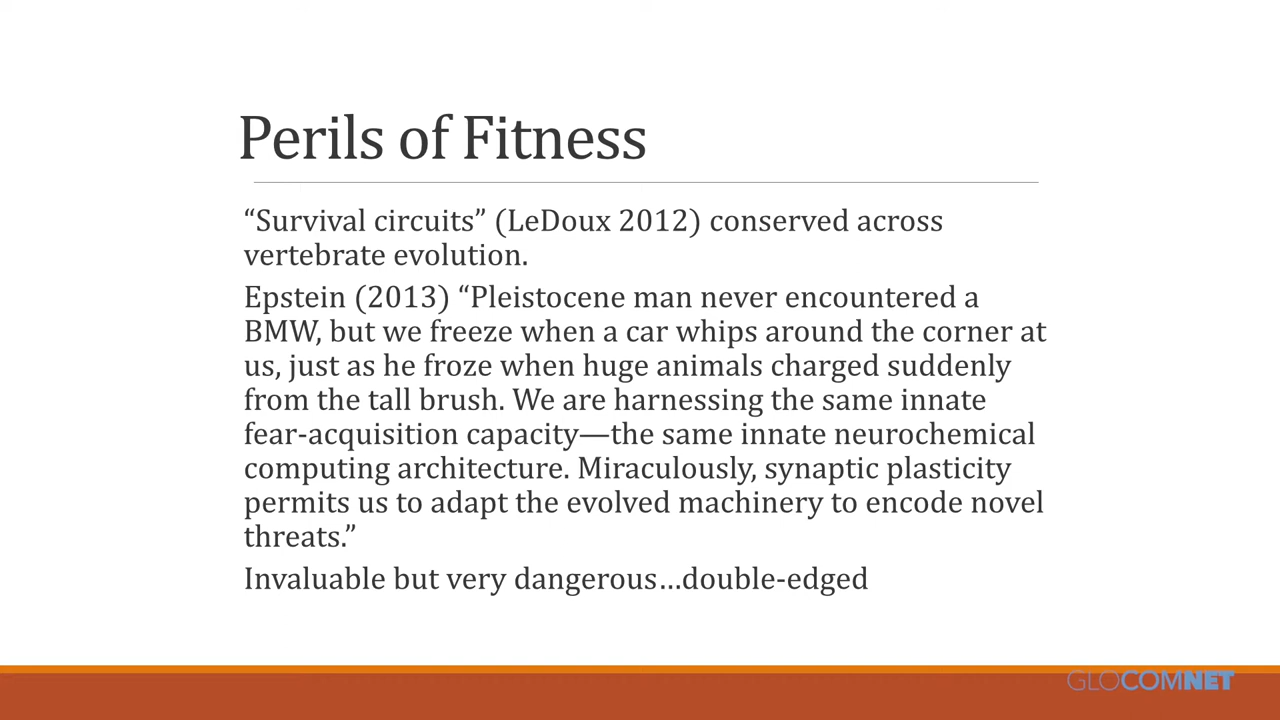 Perils of Fitness
“Survival circuits” (LeDoux 2012) conserved across
vertebrate evolution.
Epstein (2013) “Pleistocene man never encountered a
BMW, but we freeze when a car whips around the corner at
us, just as he froze when huge animals charged suddenly
from the tall brush. We are harnessing the same innate
fear-acquisition capacity—the same innate neurochemical
computing architecture. Miraculously, synaptic plasticity
permits us to adapt the evolved machinery to encode novel
threats.”
Invaluable but very dangerous…double-edged
GLOCOMNET